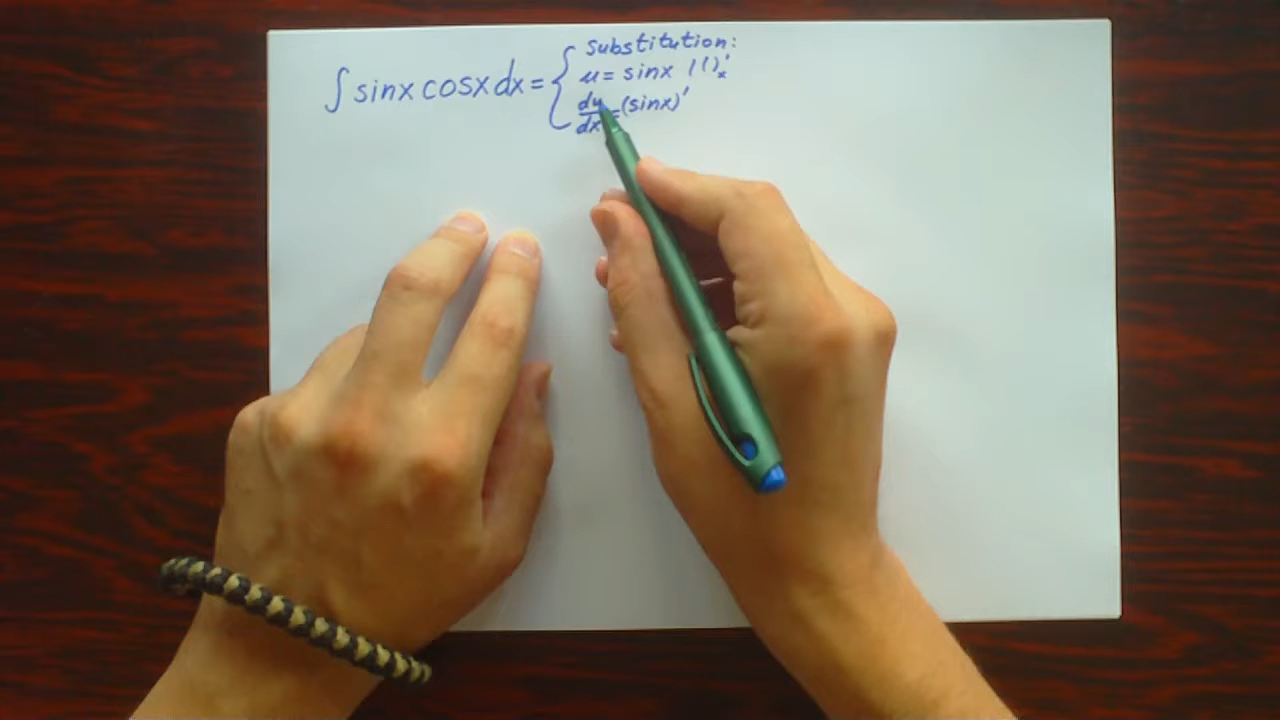 ∫ sinx cosx dx = { Substitution:
u = sinx | ( )'ₓ
du/dx = (sinx)'